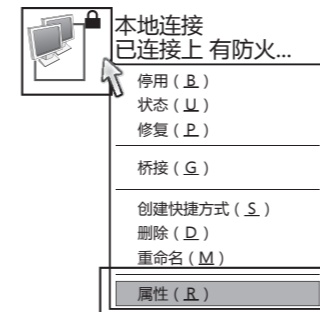 本地连接
已连接上 有防火...
停用（B）
状态（U）
修复（P）
桥接（G）
创建快捷方式（S）
删除（D）
重命名（M）
属性（R）